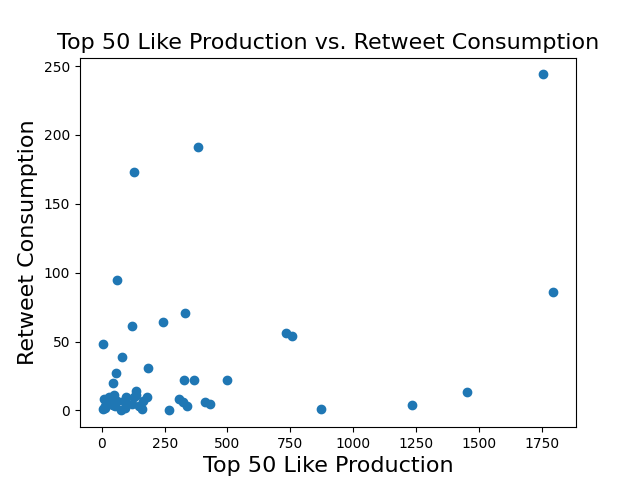 Top 50 Like Production vs. Retweet Consumption
250
200
150
100
50
0
Retweet Consumption
0 250 500 750 1000 1250 1500 1750
Top 50 Like Production